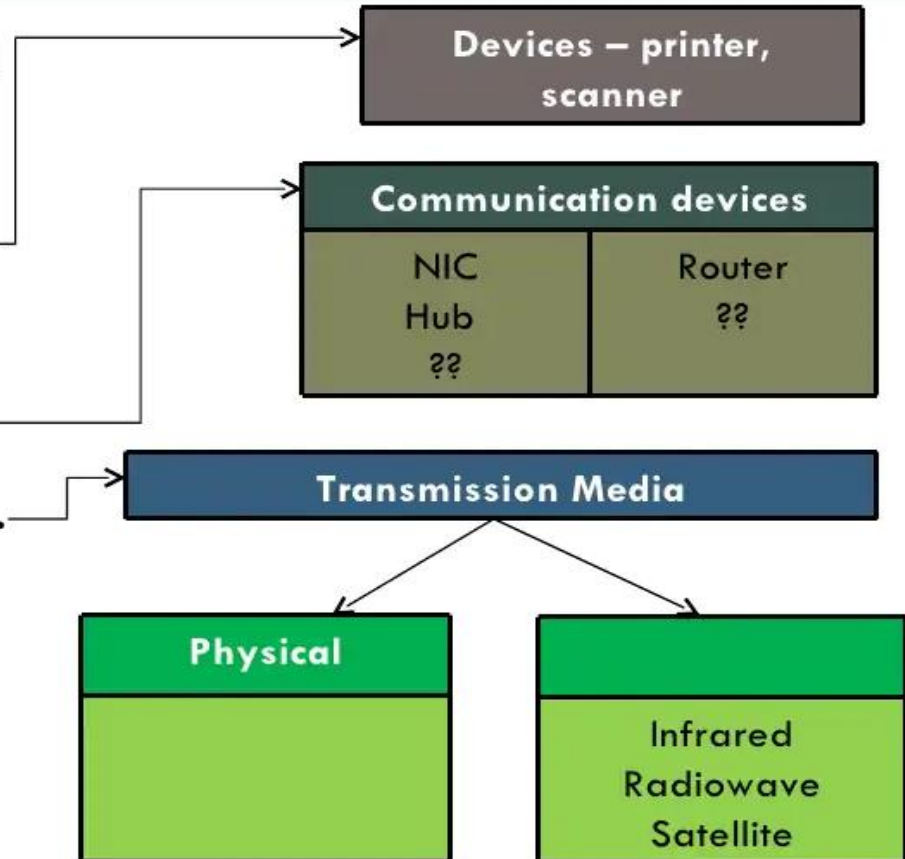 Devices – printer,
scanner
Communication devices
NIC
Hub
??
Router
??
Transmission Media
Physical
Infrared
Radiowave
Satellite